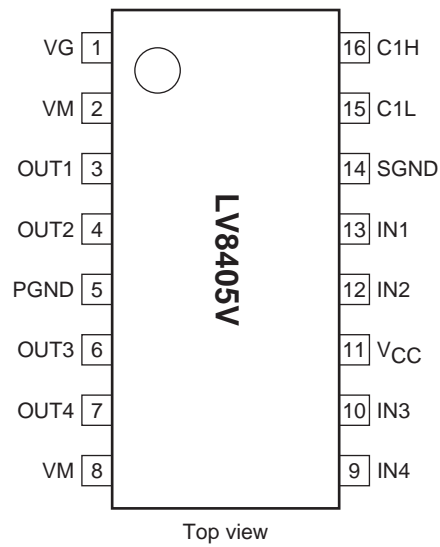 VG 1 16 C1H
VM 2 15 C1L
OUT1 3 14 SGND
OUT2 4 13 IN1
PGND 5 12 IN2
OUT3 6 11 VCC
OUT4 7 10 IN3
VM 8 9 IN4
LV8405V
Top view